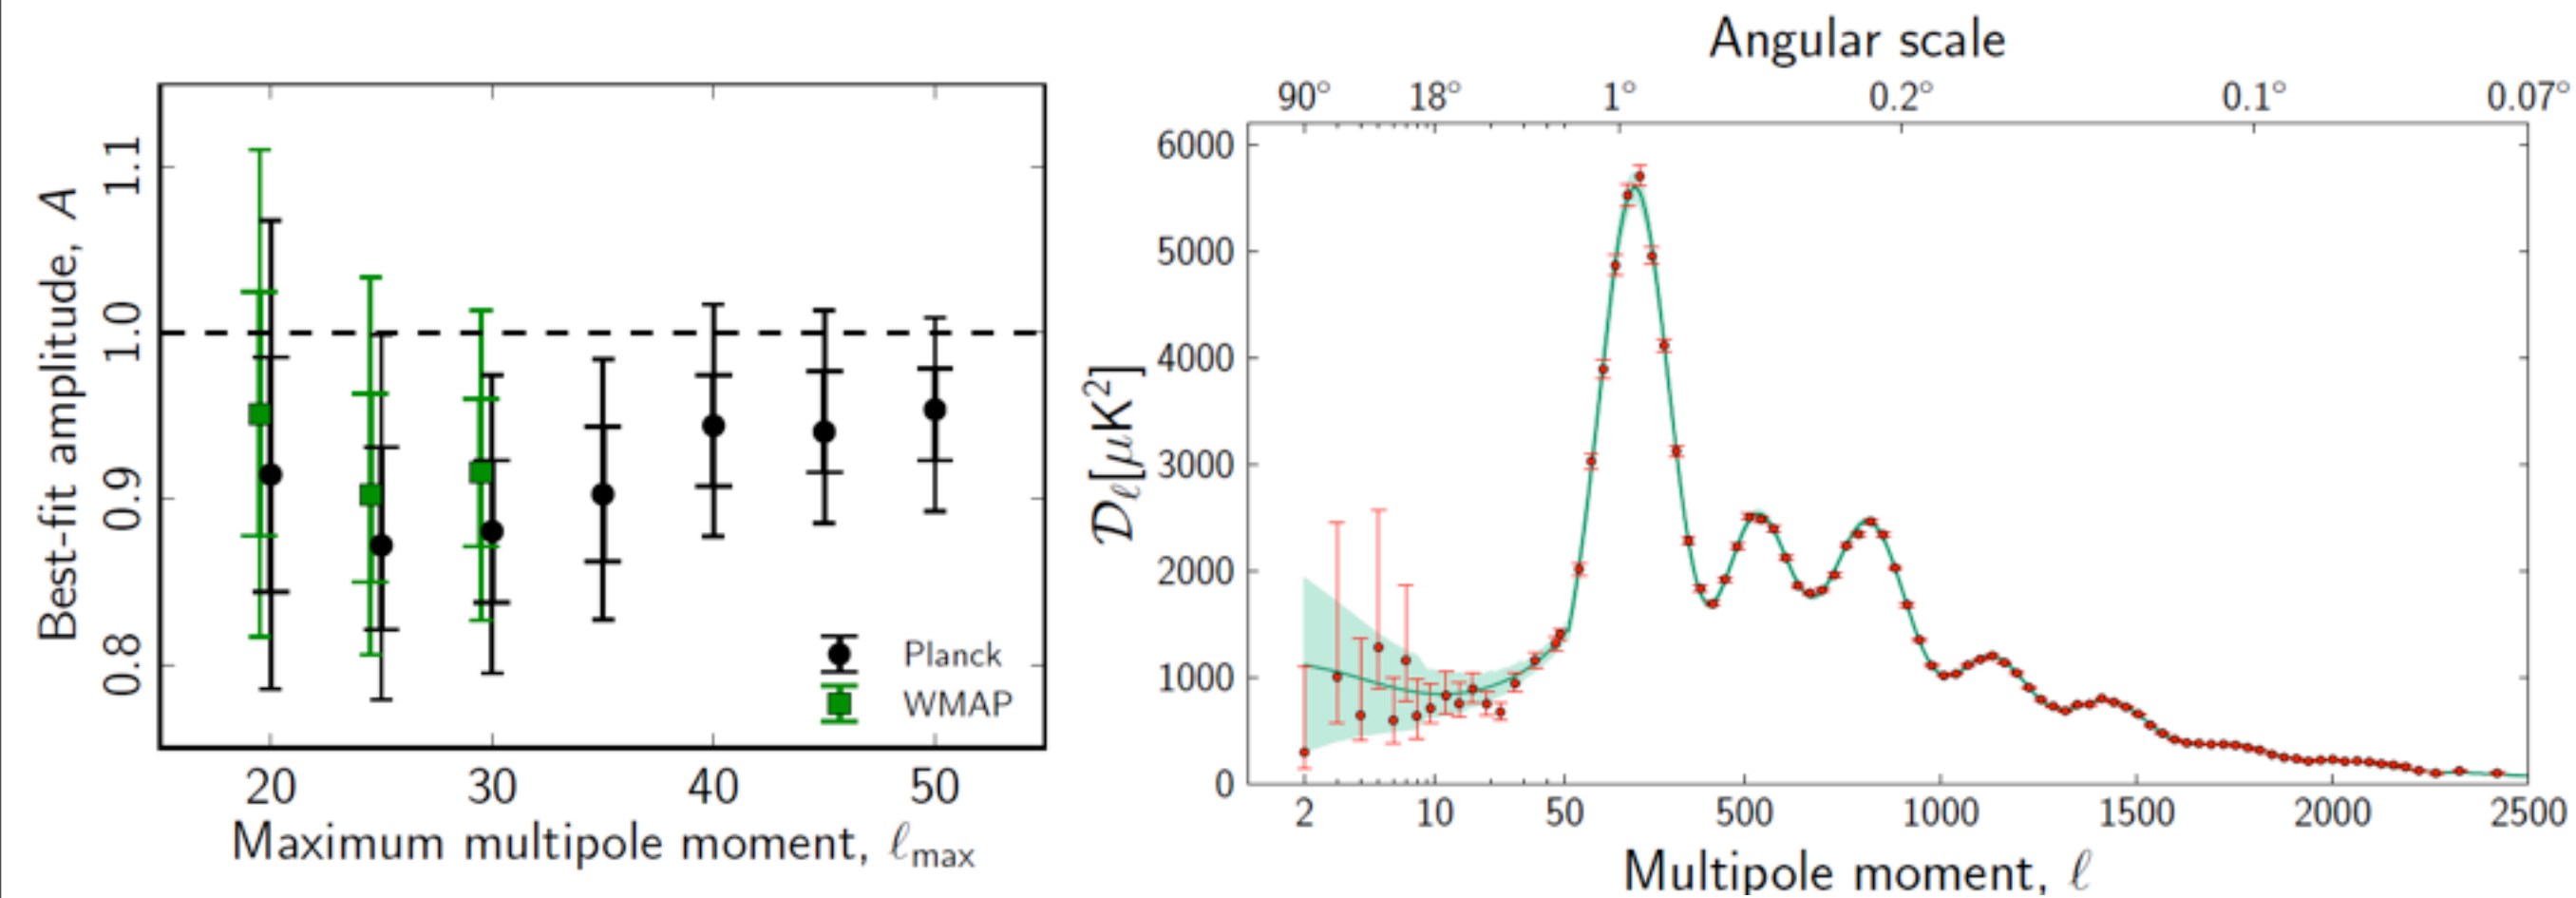 Best-fit amplitude, A
1.1
1.0
0.9
0.8
Planck
WMAP
20 30 40 50
Maximum multipole moment, ℓmax
Angular scale
90° 18° 1° 0.2° 0.1° 0.07°
𝒟ℓ[μK²]
6000
5000
4000
3000
2000
1000
0
2 10 50 500 1000 1500 2000 2500
Multipole moment, ℓ